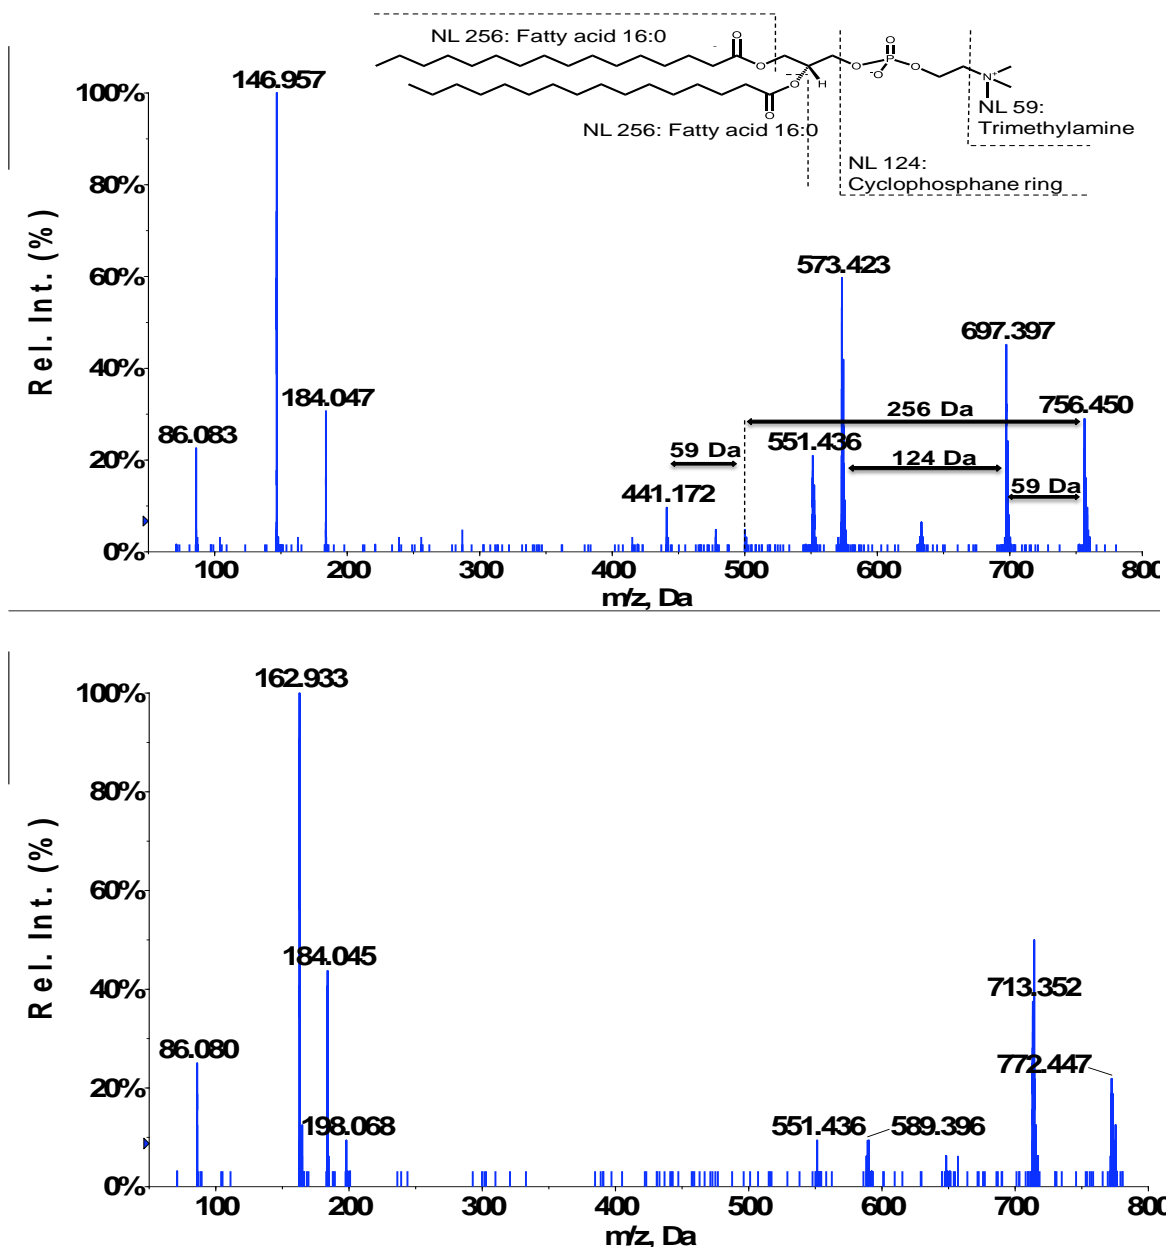 NL 256: Fatty acid 16:0
O
O
O
O
H
O
P
O
O-
O
N+
NL 256: Fatty acid 16:0
NL 59:
Trimethylamine
NL 124:
Cyclophosphane ring
Rel. Int. (%)
100%
80%
60%
40%
20%
0%
146.957
86.083
184.047
441.172
551.436
573.423
697.397
756.450
59 Da
256 Da
124 Da
59 Da
100
200
300
400
500
600
700
800
m/z, Da
Rel. Int. (%)
100%
80%
60%
40%
20%
0%
162.933
184.045
86.080
198.068
551.436
589.396
713.352
772.447
100
200
300
400
500
600
700
800
m/z, Da